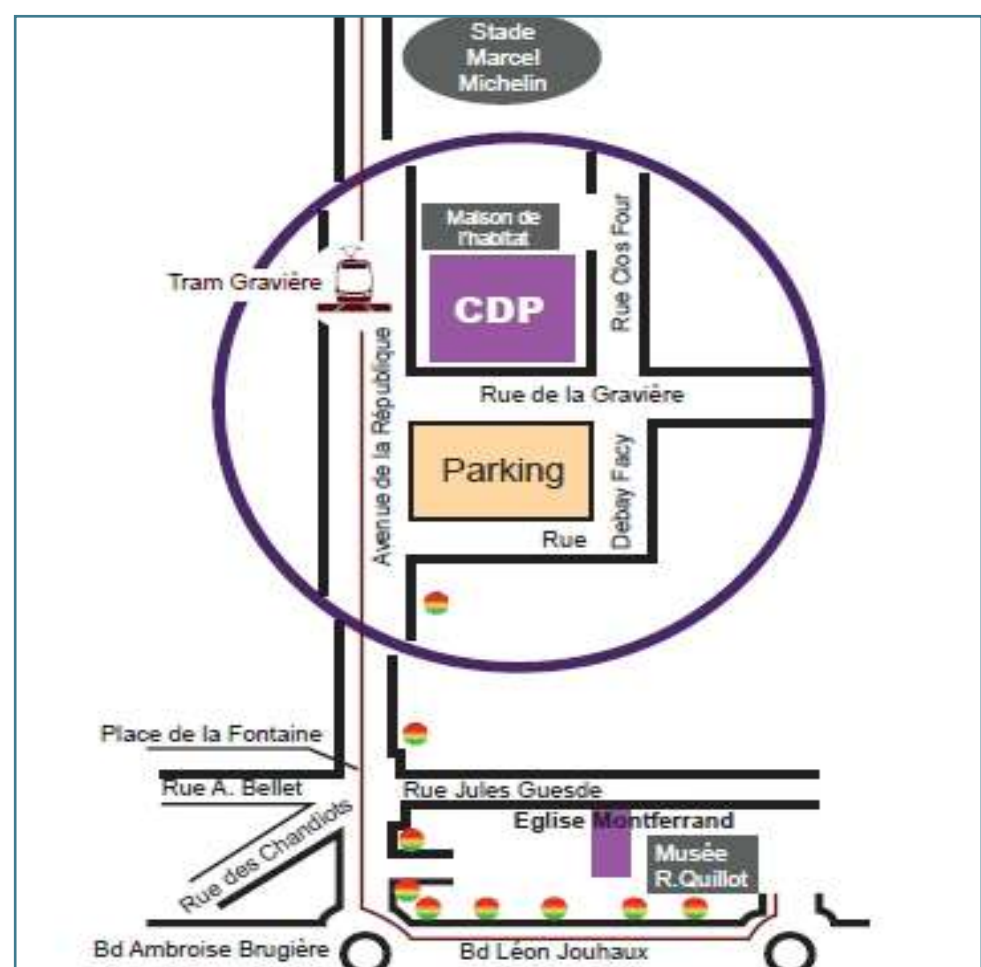 Stade
Marcel
Michelin
Maison de
l'habitat
Rue Clos Four
Tram Gravière
CDP
Avenue de la République
Rue de la Gravière
Parking
Debay Facy
Rue
Place de la Fontaine
Rue A. Bellet
Rue Jules Guesde
Rue des Chandiots
Eglise Montferrand
Musée
R.Quillot
Bd Ambroise Brugière
Bd Léon Jouhaux